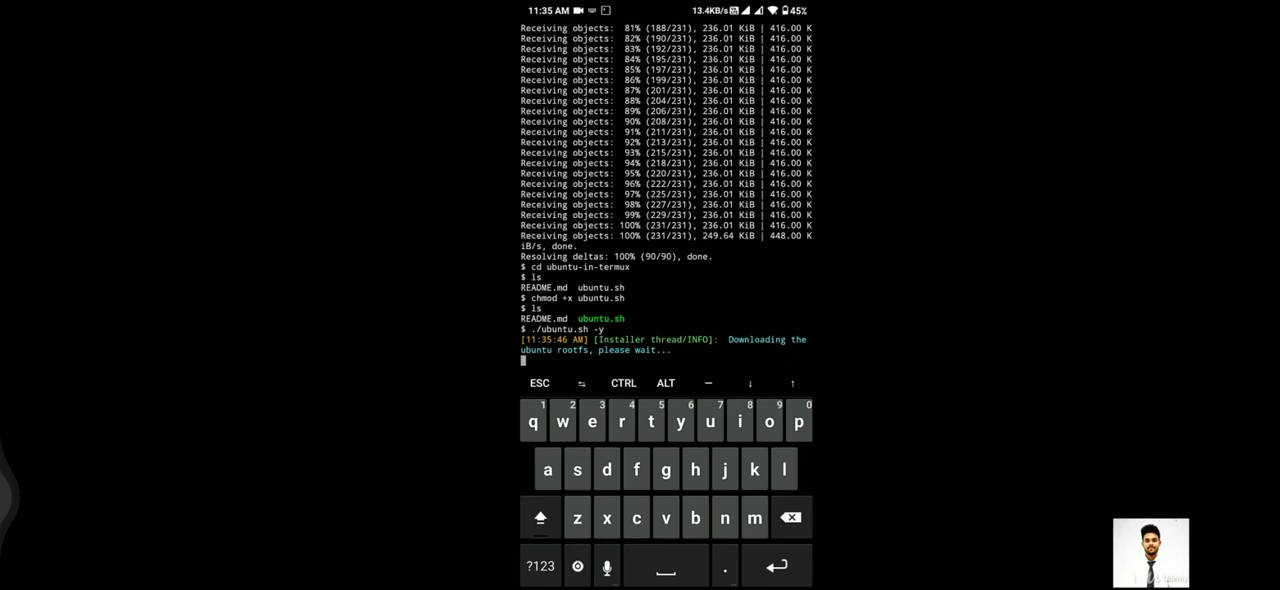 11:35 AM 13.4KB/s 45%
Receiving objects:  81% (188/231), 236.01 KiB | 416.00 K
Receiving objects:  82% (190/231), 236.01 KiB | 416.00 K
Receiving objects:  83% (192/231), 236.01 KiB | 416.00 K
Receiving objects:  84% (195/231), 236.01 KiB | 416.00 K
Receiving objects:  85% (197/231), 236.01 KiB | 416.00 K
Receiving objects:  86% (199/231), 236.01 KiB | 416.00 K
Receiving objects:  87% (201/231), 236.01 KiB | 416.00 K
Receiving objects:  88% (204/231), 236.01 KiB | 416.00 K
Receiving objects:  89% (206/231), 236.01 KiB | 416.00 K
Receiving objects:  90% (208/231), 236.01 KiB | 416.00 K
Receiving objects:  91% (211/231), 236.01 KiB | 416.00 K
Receiving objects:  92% (213/231), 236.01 KiB | 416.00 K
Receiving objects:  93% (215/231), 236.01 KiB | 416.00 K
Receiving objects:  94% (218/231), 236.01 KiB | 416.00 K
Receiving objects:  95% (220/231), 236.01 KiB | 416.00 K
Receiving objects:  96% (222/231), 236.01 KiB | 416.00 K
Receiving objects:  97% (225/231), 236.01 KiB | 416.00 K
Receiving objects:  98% (227/231), 236.01 KiB | 416.00 K
Receiving objects:  99% (229/231), 236.01 KiB | 416.00 K
Receiving objects: 100% (231/231), 236.01 KiB | 416.00 K
Receiving objects: 100% (231/231), 249.64 KiB | 448.00 K
iB/s, done.
Resolving deltas: 100% (90/90), done.
$ cd ubuntu-in-termux
$ ls
README.md  ubuntu.sh
$ chmod +x ubuntu.sh
$ ls
README.md  ubuntu.sh
$ ./ubuntu.sh -y
[11:35:46 AM] [Installer thread/INFO]:  Downloading the
ubuntu rootfs, please wait...
ESC ⇆ CTRL ALT — ↓ ↑
1 2 3 4 5 6 7 8 9 0
q w e r t y u i o p
a s d f g h j k l
z x c v b n m
?123 .